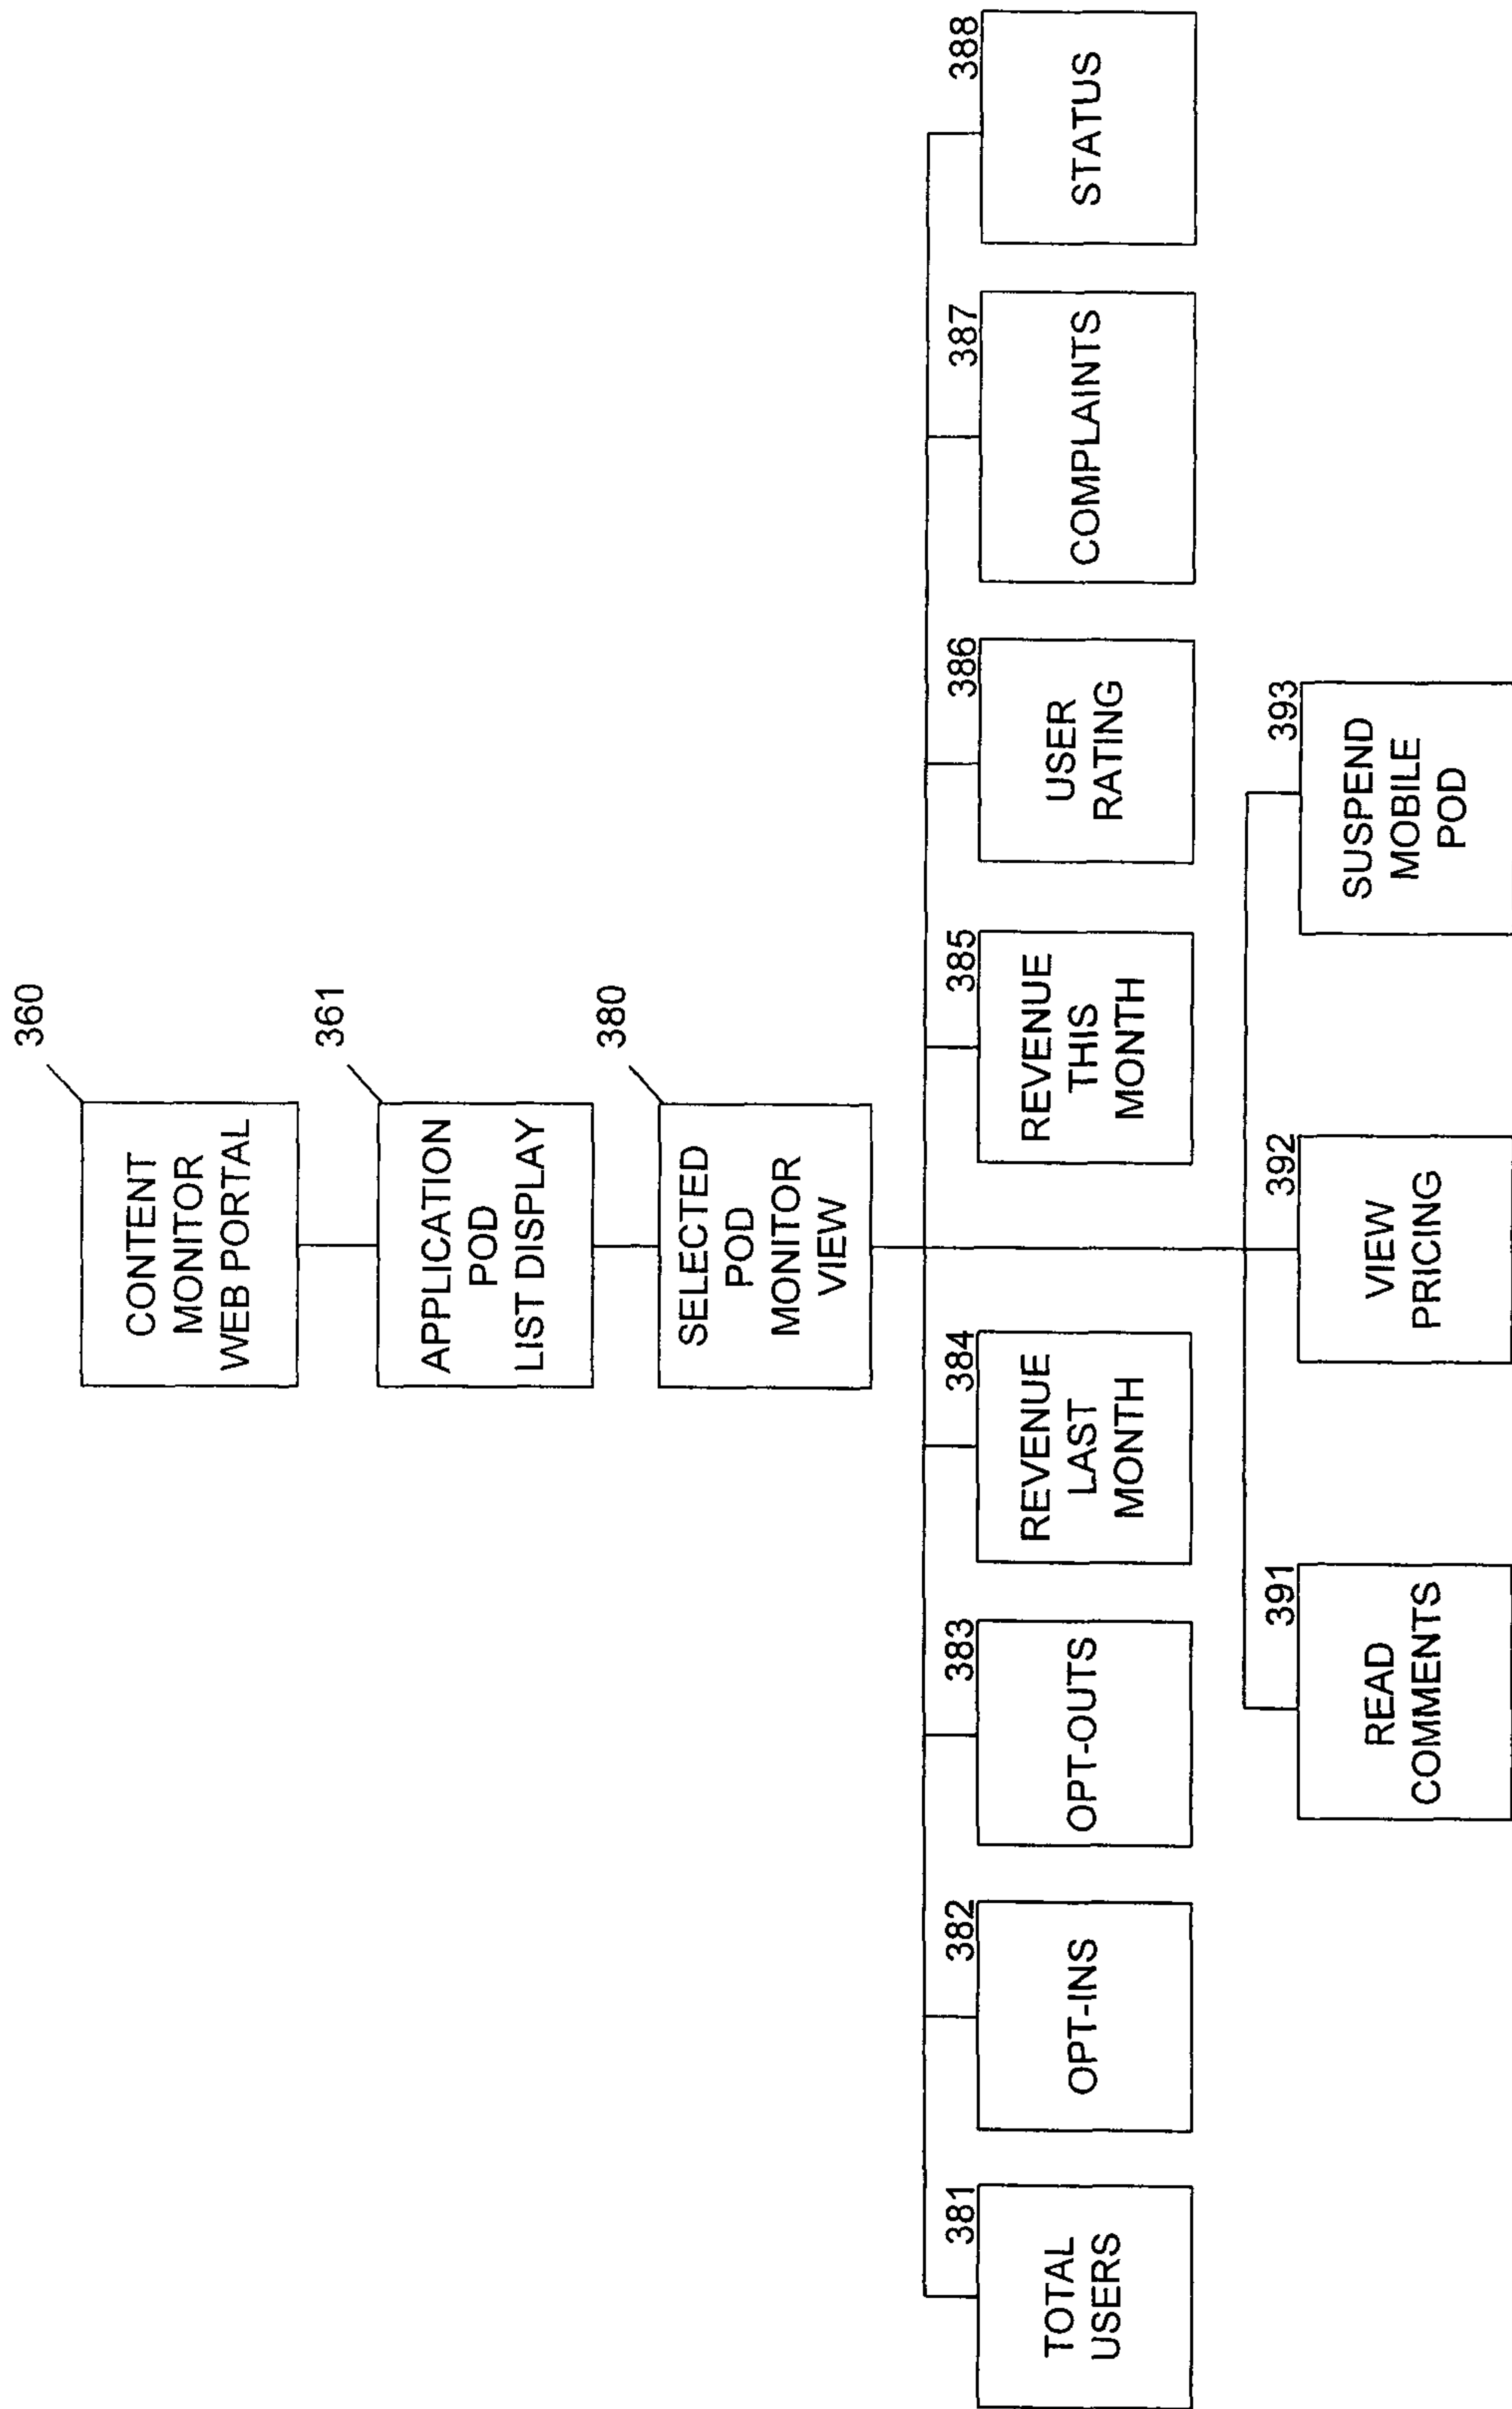 360
CONTENT
MONITOR
WEB PORTAL
361
APPLICATION
POD
LIST DISPLAY
380
SELECTED
POD
MONITOR
VIEW
381
TOTAL
USERS
382
OPT-INS
383
OPT-OUTS
384
REVENUE
LAST
MONTH
385
REVENUE
THIS
MONTH
386
USER
RATING
387
COMPLAINTS
388
STATUS
391
READ
COMMENTS
392
VIEW
PRICING
393
SUSPEND
MOBILE
POD